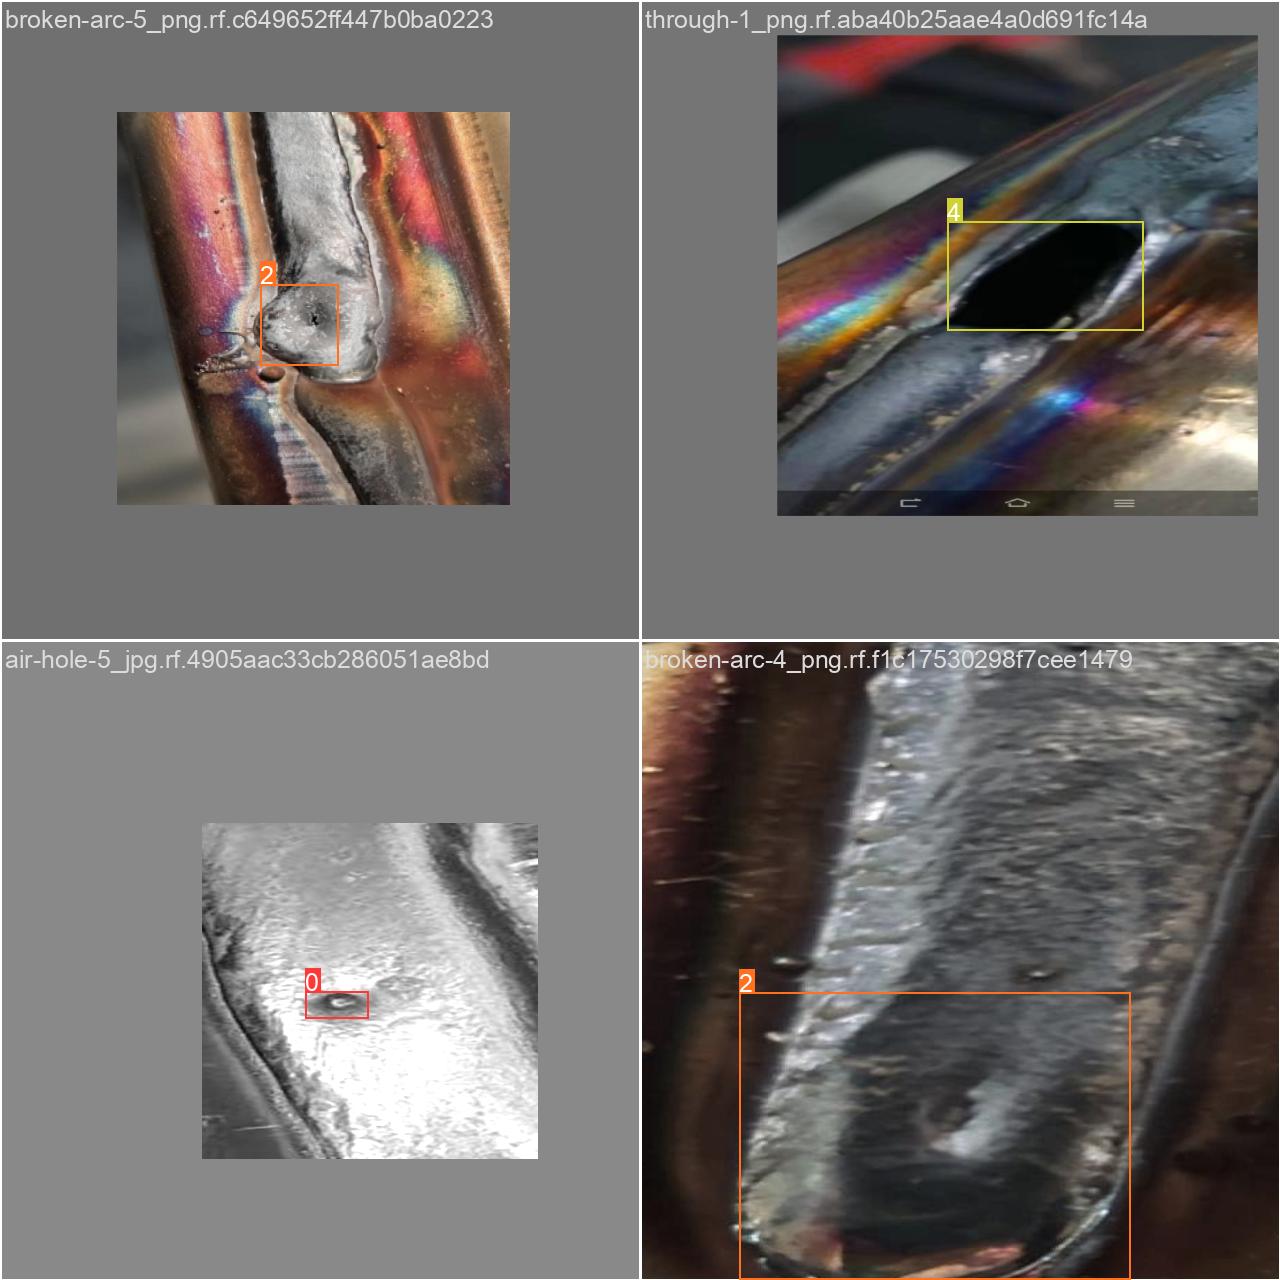 broken-arc-5_png.rf.c649652ff447b0ba0223
through-1_png.rf.aba40b25aae4a0d691fc14a
2
4
air-hole-5_jpg.rf.4905aac33cb286051ae8bd
broken-arc-4_png.rf.f1c17530298f7cee1479
0
2